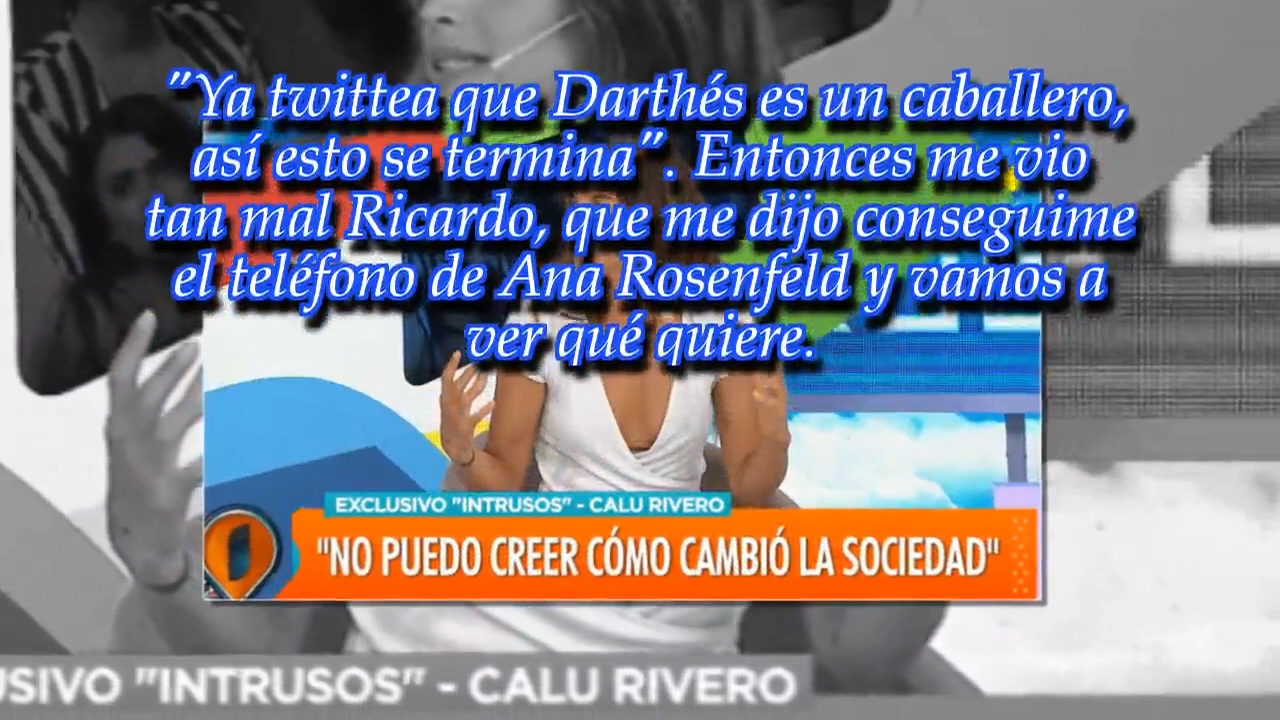 "Ya twittea que Darthés es un caballero,
así esto se termina". Entonces me vio
tan mal Ricardo, que me dijo conseguime
el teléfono de Ana Rosenfeld y vamos a
ver qué quiere.
EXCLUSIVO "INTRUSOS" - CALU RIVERO
"NO PUEDO CREER CÓMO CAMBIÓ LA SOCIEDAD"
USIVO "INTRUSOS" - CALU RIVERO